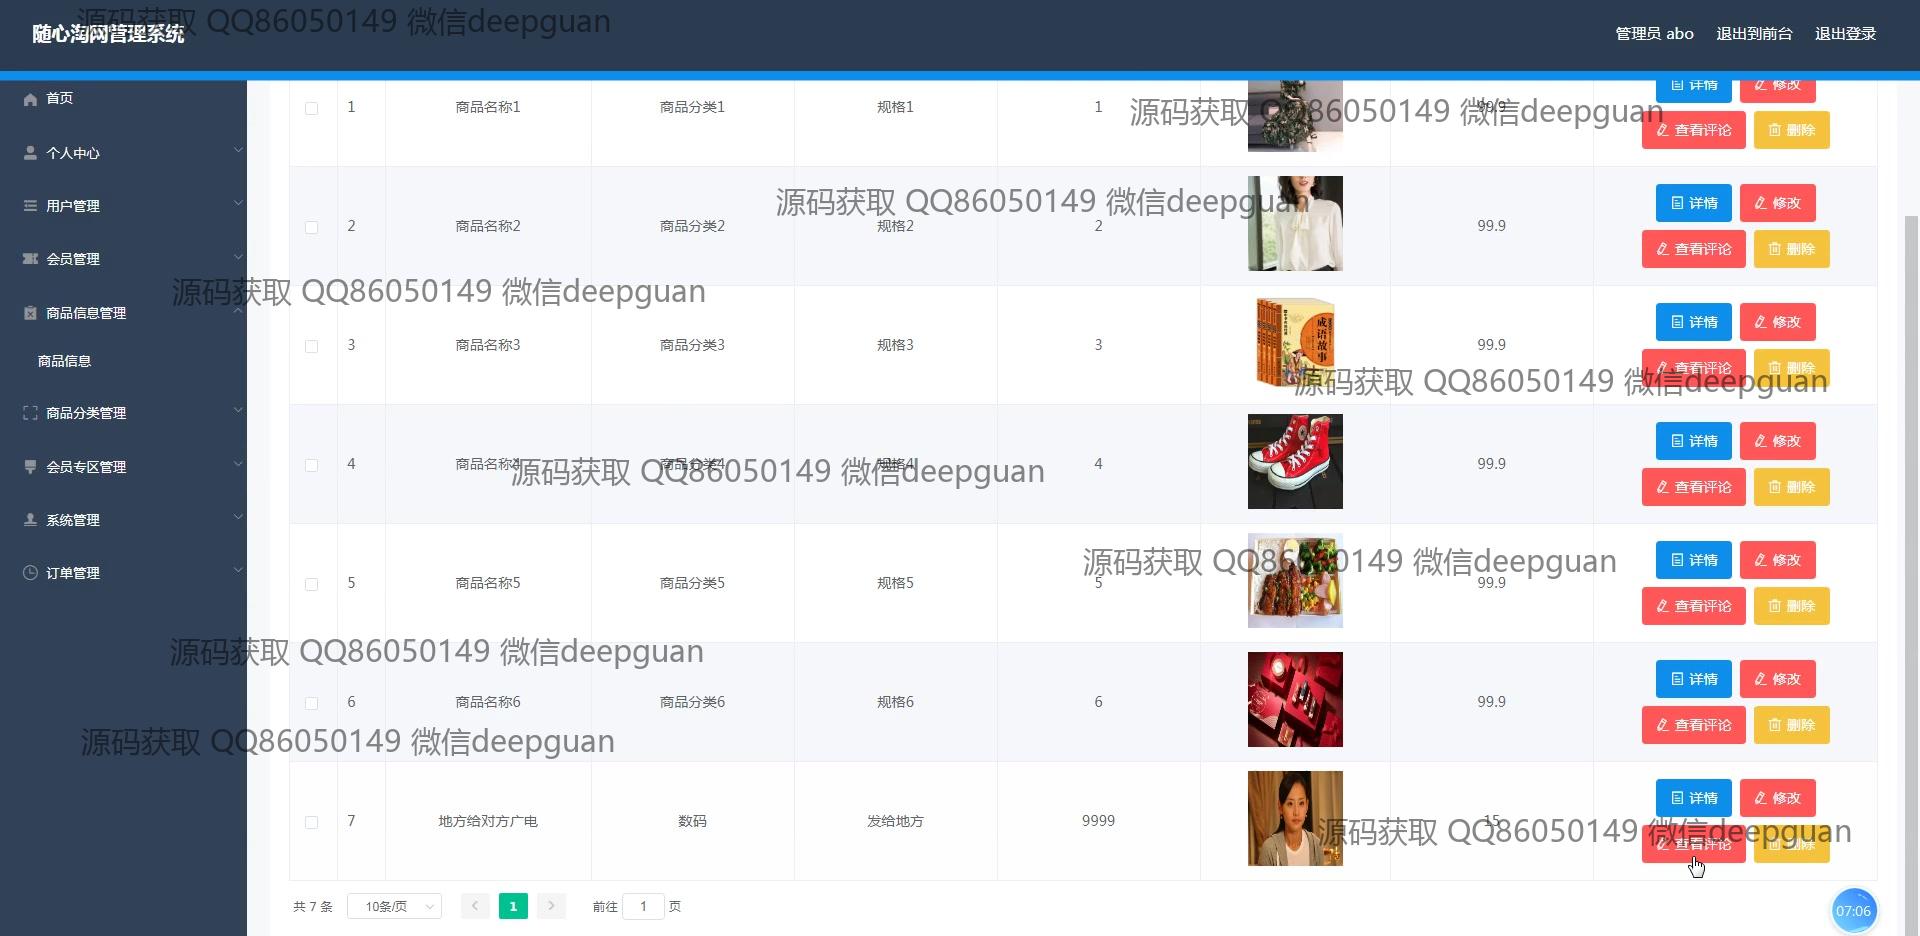 源码获取 QQ86050149 微信deepguan
随心淘网管理系统
管理员 abo 退出到前台 退出登录
首页
个人中心
用户管理
会员管理
商品信息管理
商品信息
商品分类管理
会员专区管理
系统管理
订单管理
1 商品名称1 商品分类1 规格1 1 99.9 详情 修改
查看评论 删除
源码获取 QQ86050149 微信deepguan
2 商品名称2 商品分类2 规格2 2 99.9 详情 修改
查看评论 删除
源码获取 QQ86050149 微信deepguan
源码获取 QQ86050149 微信deepguan
3 商品名称3 商品分类3 规格3 3 成语故事 99.9 详情 修改
查看评论 删除
源码获取 QQ86050149 微信deepguan
4 商品名称4 商品分类4 规格4 4 99.9 详情 修改
查看评论 删除
源码获取 QQ86050149 微信deepguan
5 商品名称5 商品分类5 规格5 5 99.9 详情 修改
查看评论 删除
源码获取 QQ86050149 微信deepguan
源码获取 QQ86050149 微信deepguan
6 商品名称6 商品分类6 规格6 6 99.9 详情 修改
查看评论 删除
源码获取 QQ86050149 微信deepguan
7 地方给对方广电 数码 发给地方 9999 15 详情 修改
查看评论 删除
源码获取 QQ86050149 微信deepguan
共 7 条 10条/页 1 前往 1 页
07:06